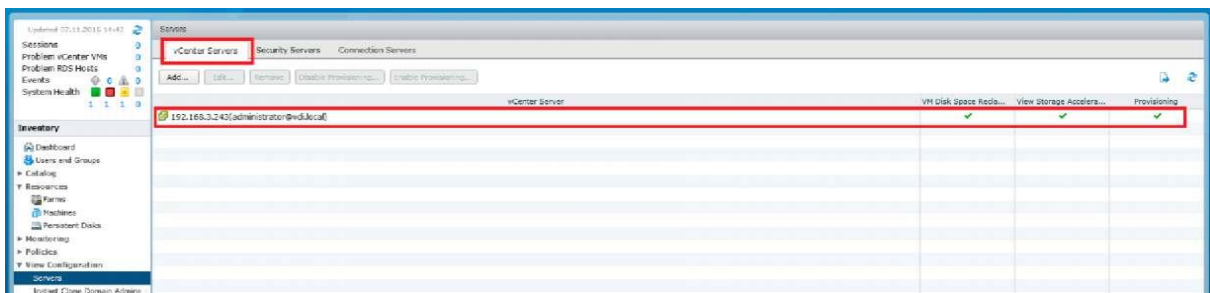 Updated 07.11.2016 14:47
Sessions 0
Problem vCenter VMs 0
Problem RDS Hosts 0
Events 0 0
System Health
1 1 1 0
Inventory
Dashboard
Users and Groups
Catalog
Resources
Farms
Machines
Persistent Disks
Monitoring
Policies
View Configuration
Servers
Instant Clone Domain Admins
Servers
vCenter Servers Security Servers Connection Servers
Add... Edit... Remove Disable Provisioning... Enable Provisioning...
vCenter Server VM Disk Space Recla... View Storage Accelera... Provisioning
192.168.3.243(administrator@vdi.local)